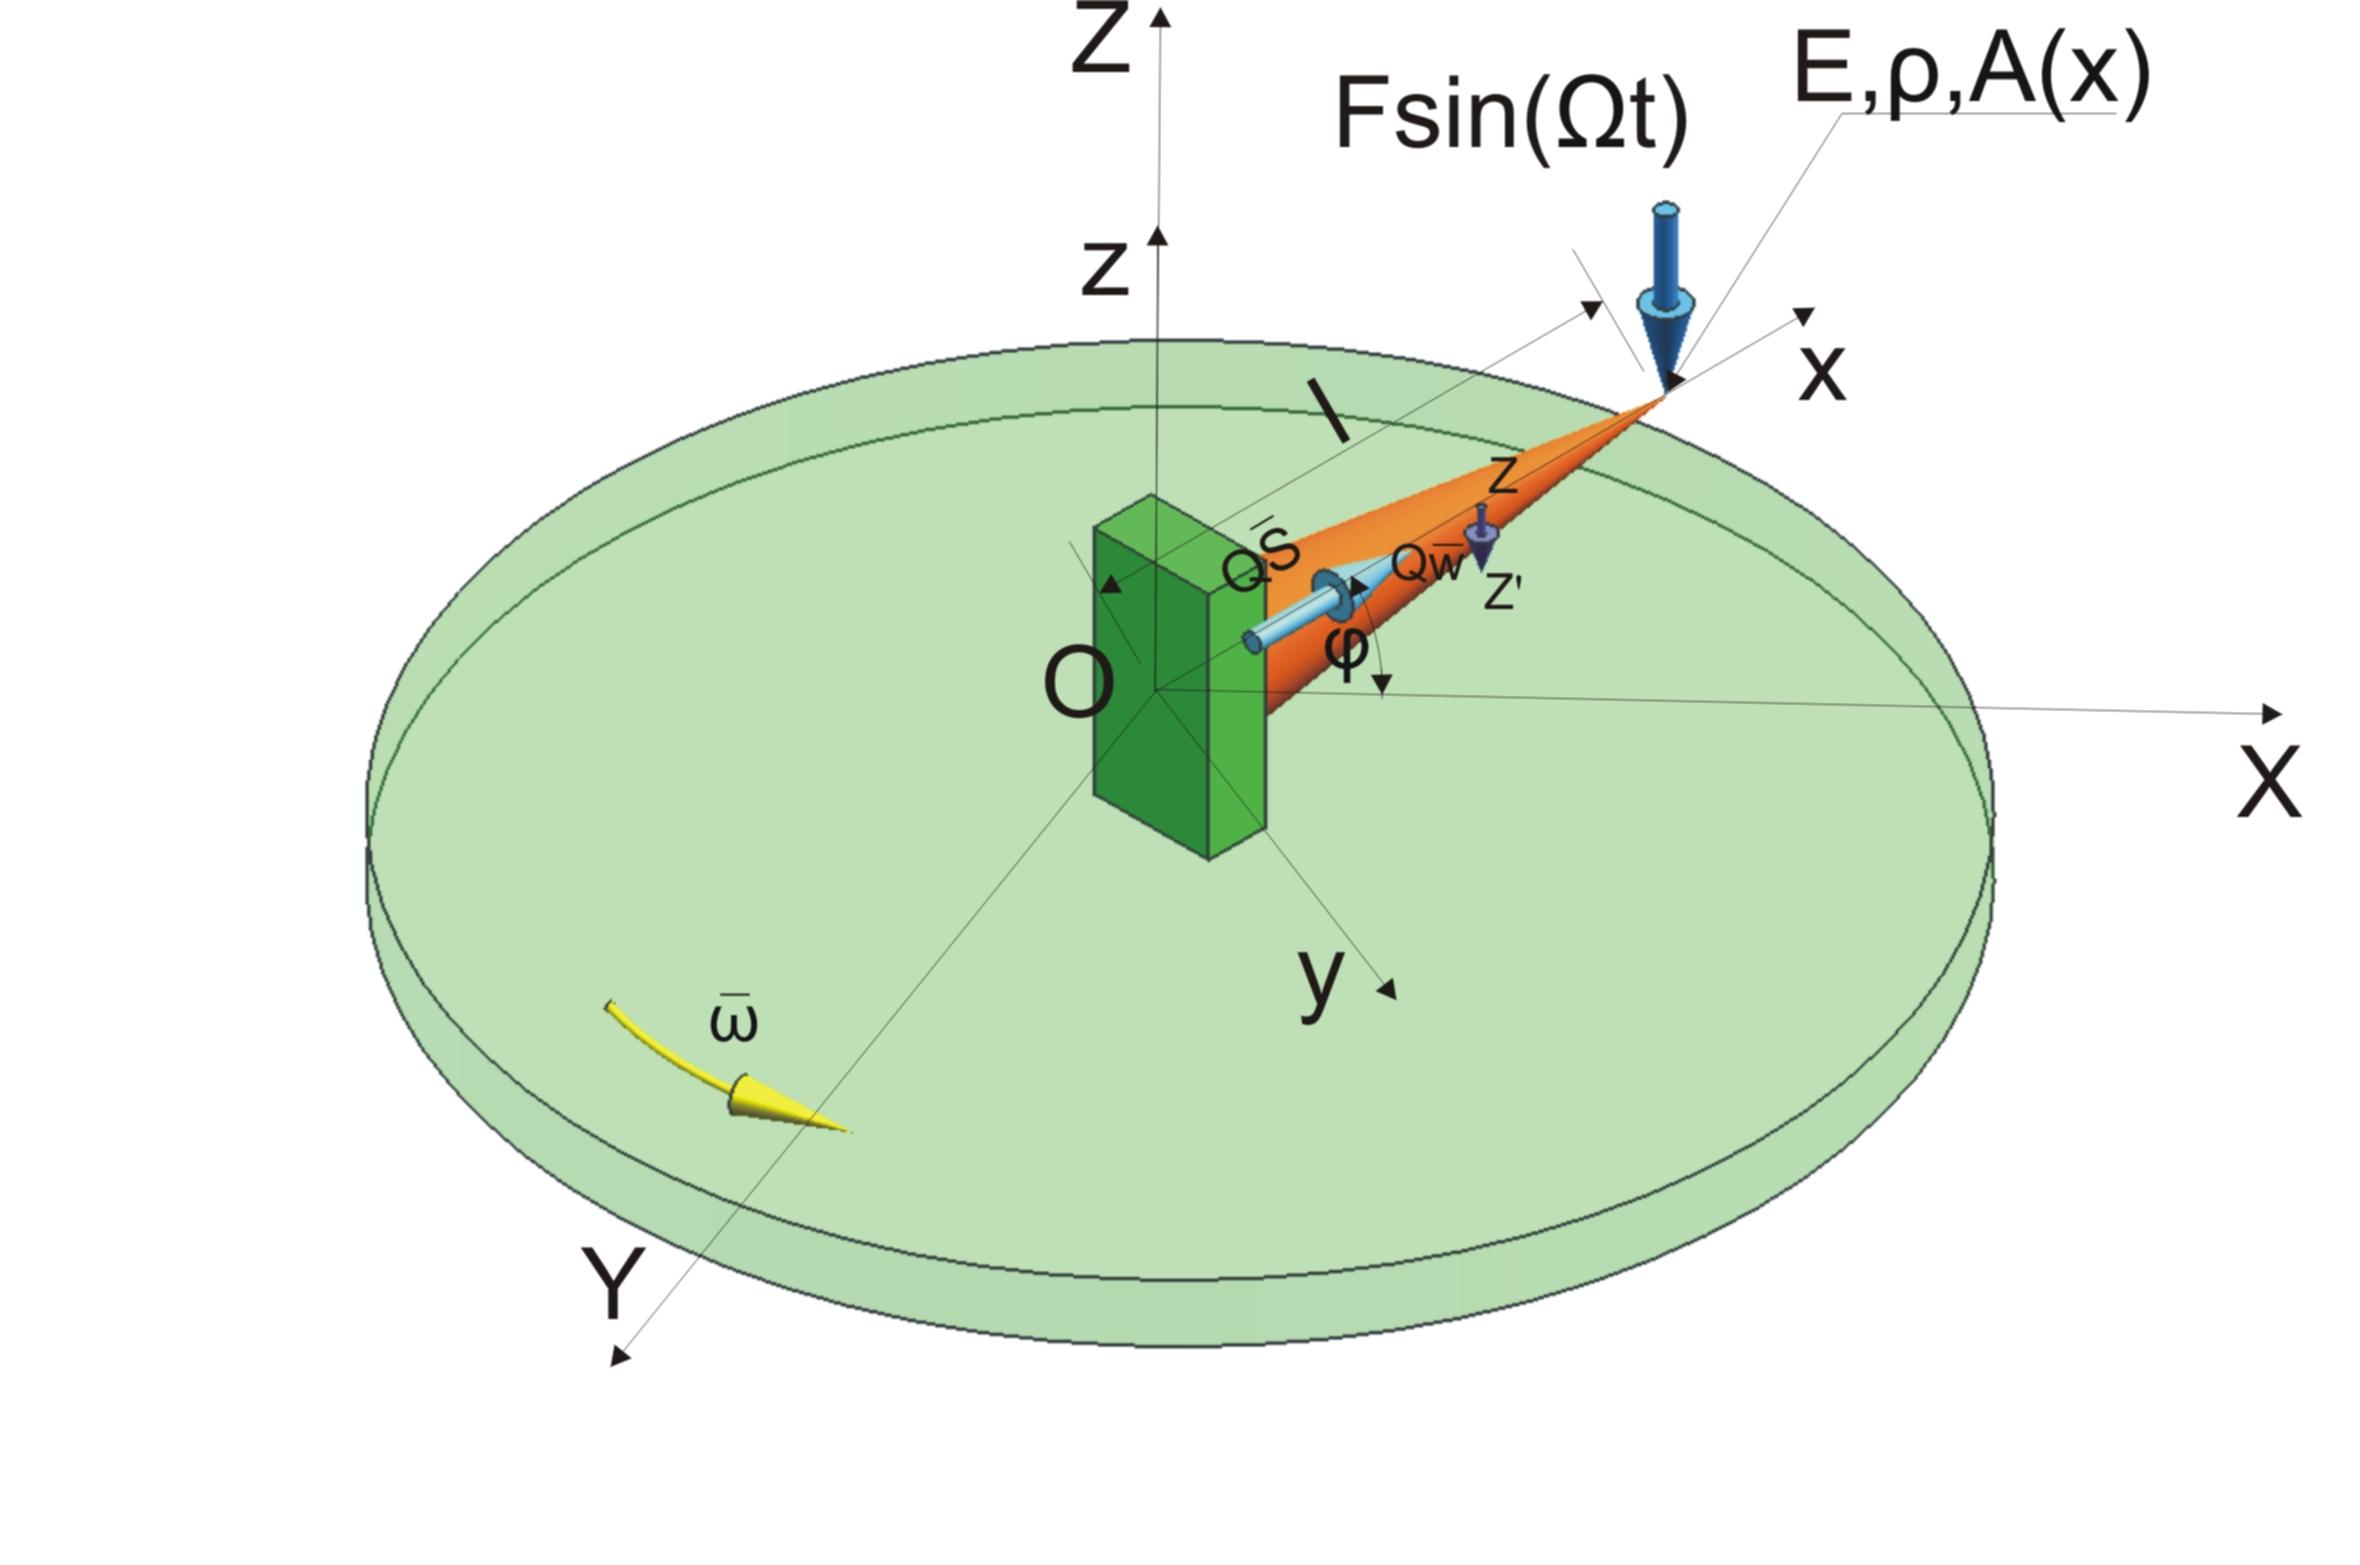 Z
Fsin(Ωt)
E,ρ,A(x)
z
x
l
z
QS̅
Qw̅
z'
φ
O
X
y
ω̅
Y